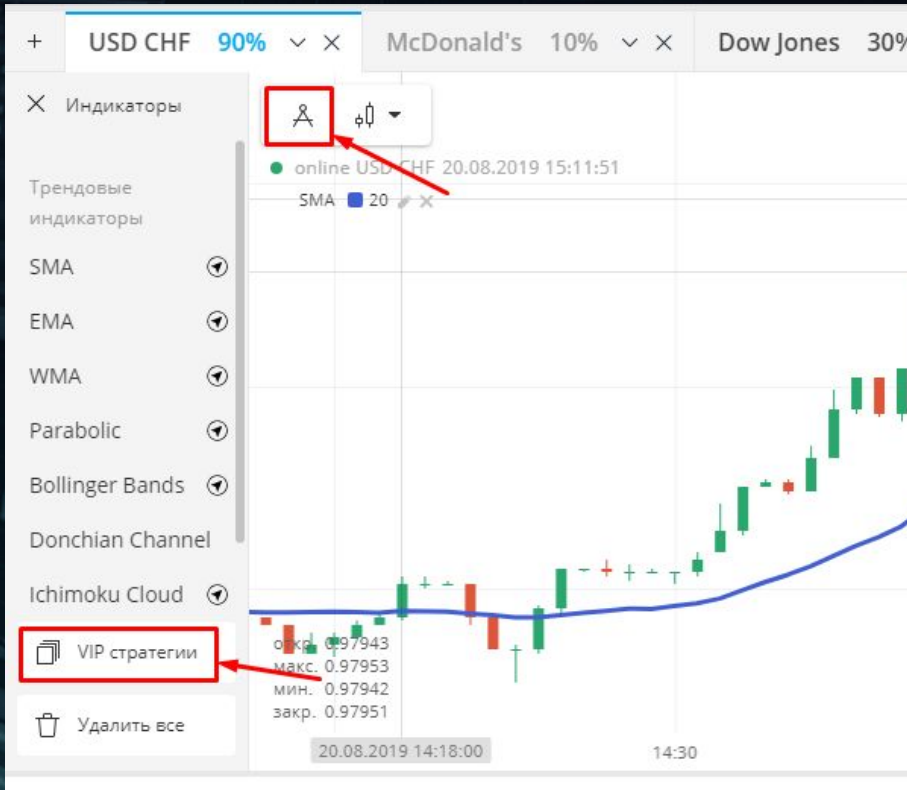 + USD CHF 90% McDonald's 10% Dow Jones 30%
Индикаторы
Трендовые
индикаторы
SMA
EMA
WMA
Parabolic
Bollinger Bands
Donchian Channel
Ichimoku Cloud
VIP стратегии
Удалить все
online USD CHF 20.08.2019 15:11:51
SMA 20
откр. 0.97943
макс. 0.97953
мин. 0.97942
закр. 0.97951
20.08.2019 14:18:00 14:30